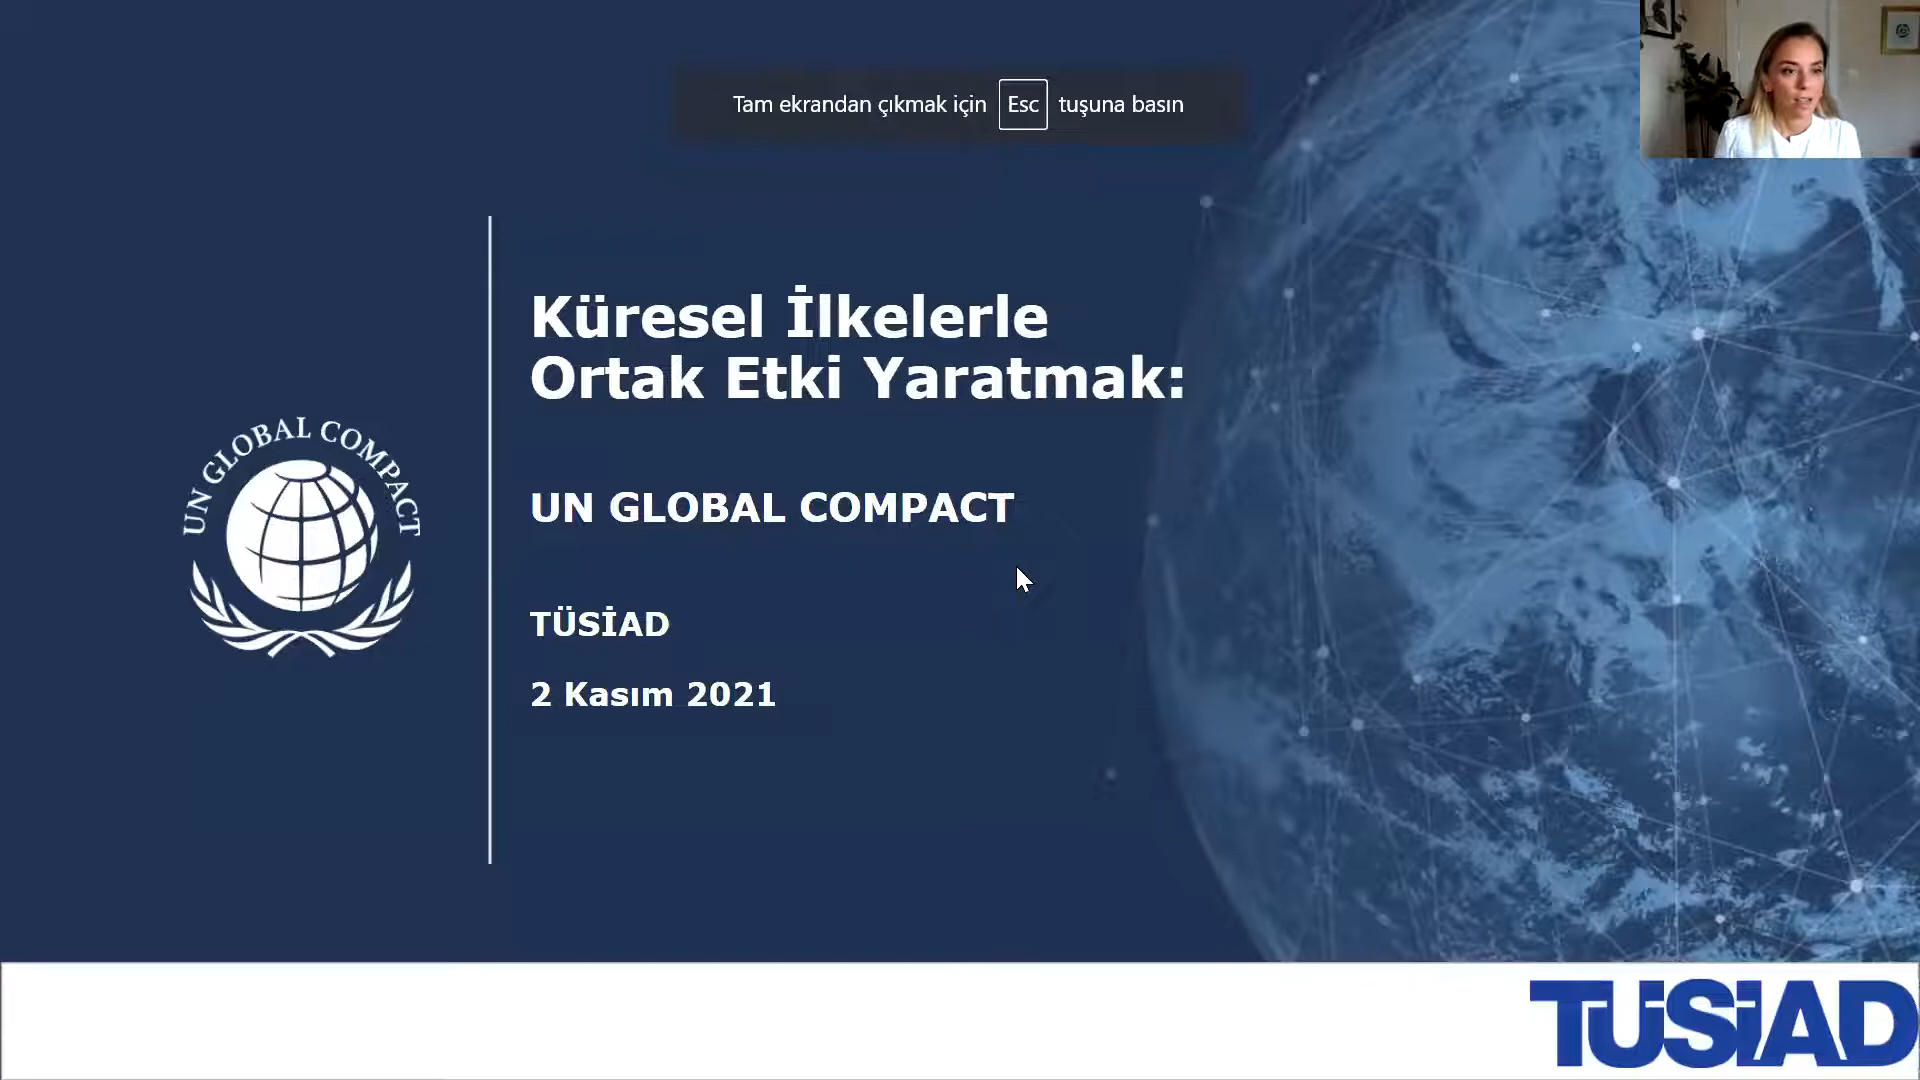 Tam ekrandan çıkmak için Esc tuşuna basın
Küresel İlkelerle
Ortak Etki Yaratmak:
UN GLOBAL COMPACT
UN GLOBAL COMPACT
TÜSİAD
2 Kasım 2021
TÜSİAD